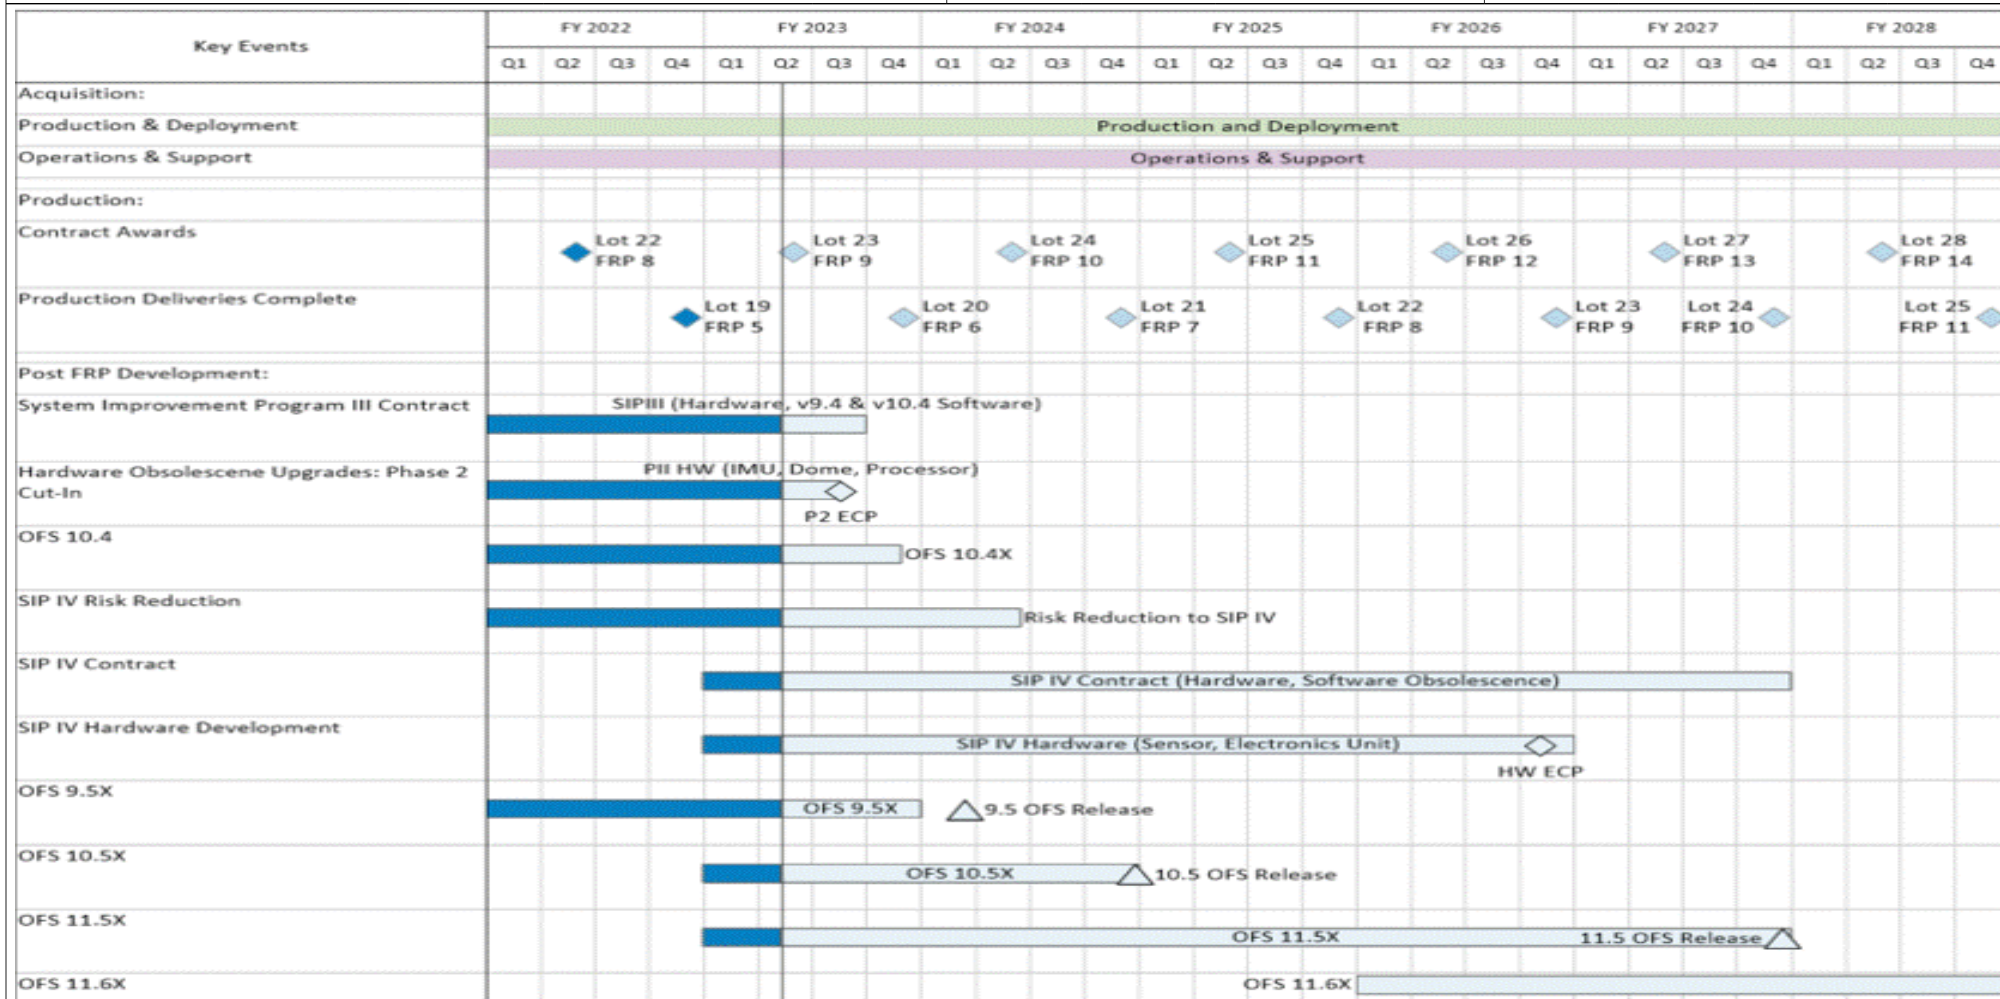 Key Events
FY 2022 FY 2023 FY 2024 FY 2025 FY 2026 FY 2027 FY 2028
Q1 Q2 Q3 Q4 Q1 Q2 Q3 Q4 Q1 Q2 Q3 Q4 Q1 Q2 Q3 Q4 Q1 Q2 Q3 Q4 Q1 Q2 Q3 Q4 Q1 Q2 Q3 Q4
Acquisition:
Production & Deployment
Production and Deployment
Operations & Support
Operations & Support
Production:
Contract Awards
Lot 22
FRP 8
Lot 23
FRP 9
Lot 24
FRP 10
Lot 25
FRP 11
Lot 26
FRP 12
Lot 27
FRP 13
Lot 28
FRP 14
Production Deliveries Complete
Lot 19
FRP 5
Lot 20
FRP 6
Lot 21
FRP 7
Lot 22
FRP 8
Lot 23
FRP 9
Lot 24
FRP 10
Lot 25
FRP 11
Post FRP Development:
System Improvement Program III Contract
SIPIII (Hardware, v9.4 & v10.4 Software)
Hardware Obsolescene Upgrades: Phase 2
Cut-In
PII HW (IMU, Dome, Processor)
P2 ECP
OFS 10.4
OFS 10.4X
SIP IV Risk Reduction
Risk Reduction to SIP IV
SIP IV Contract
SIP IV Contract (Hardware, Software Obsolescence)
SIP IV Hardware Development
SIP IV Hardware (Sensor, Electronics Unit)
HW ECP
OFS 9.5X
OFS 9.5X
9.5 OFS Release
OFS 10.5X
OFS 10.5X
10.5 OFS Release
OFS 11.5X
OFS 11.5X
11.5 OFS Release
OFS 11.6X
OFS 11.6X